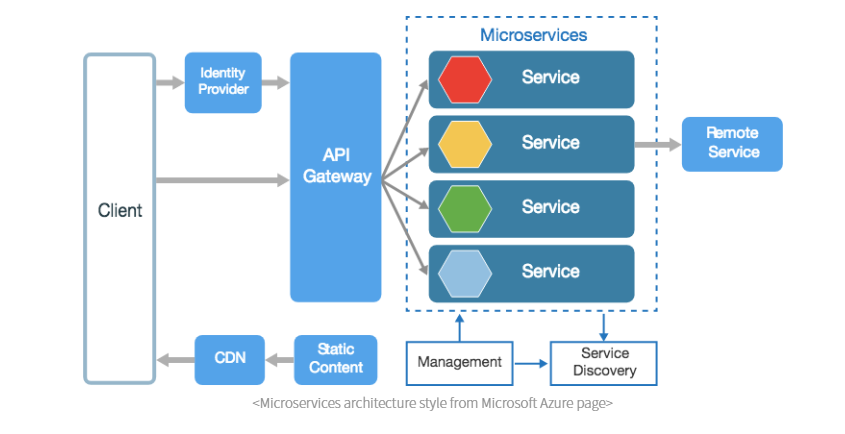 Microservices
Identity
Provider
Service
API
Gateway
Service
Remote
Service
Client
Service
Service
CDN
Static
Content
Management
Service
Discovery
<Microservices architecture style from Microsoft Azure page>